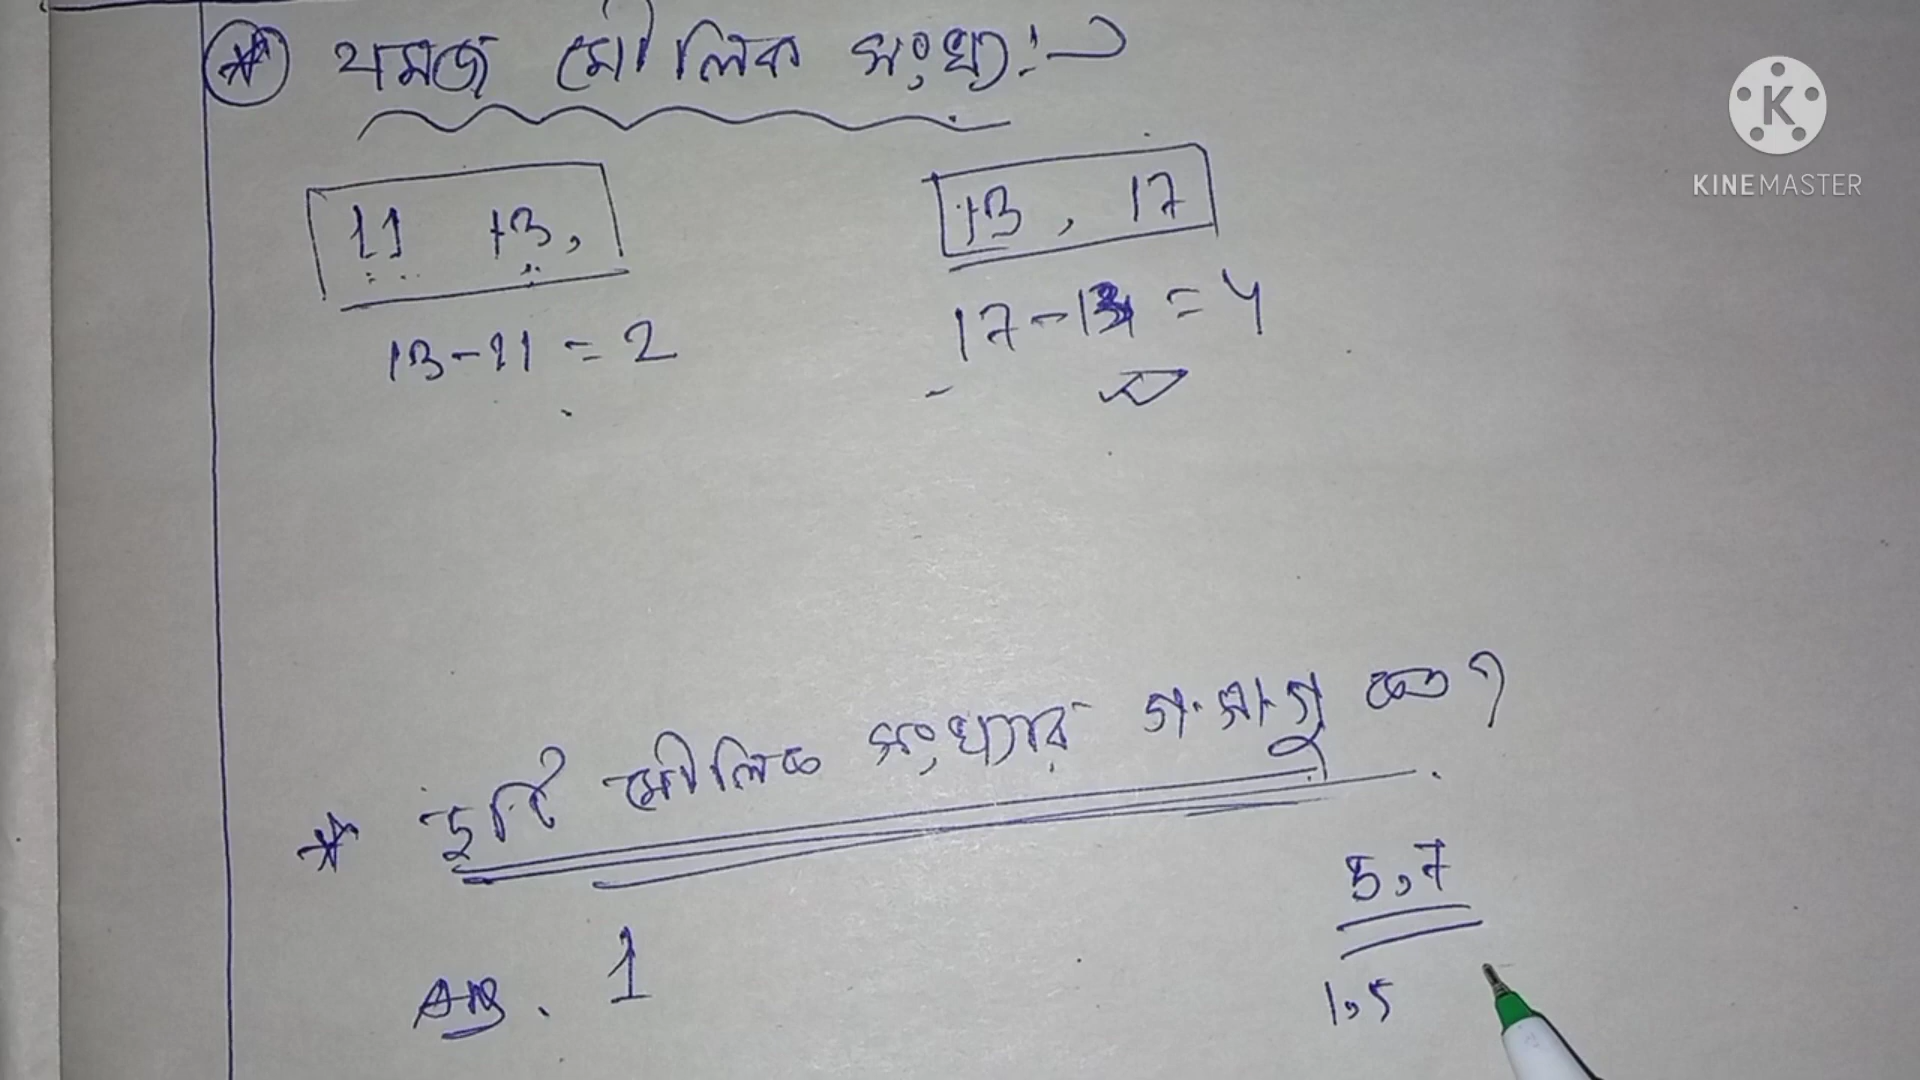 * যমজ মৌলিক সংখ্যা :→
11 13,
13 , 17
13-11 = 2
17-13 = 4
* দুটি মৌলিক সংখ্যার গ.সা.গু কত ?
5,7
Ans. 1
1,5
K
KINEMASTER